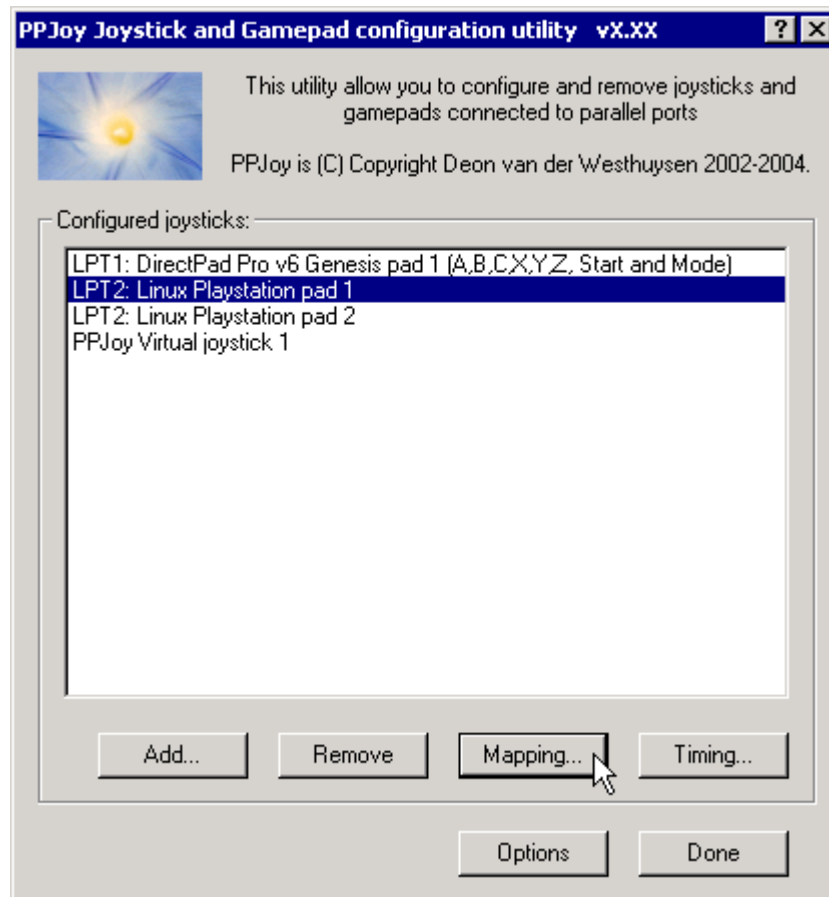 PPJoy Joystick and Gamepad configuration utility vX.XX
This utility allow you to configure and remove joysticks and
gamepads connected to parallel ports
PPJoy is (C) Copyright Deon van der Westhuysen 2002-2004.
Configured joysticks:
LPT1: DirectPad Pro v6 Genesis pad 1 (A,B,C,X,Y,Z, Start and Mode)
LPT2: Linux Playstation pad 1
LPT2: Linux Playstation pad 2
PPJoy Virtual joystick 1
Add... Remove Mapping... Timing...
Options Done